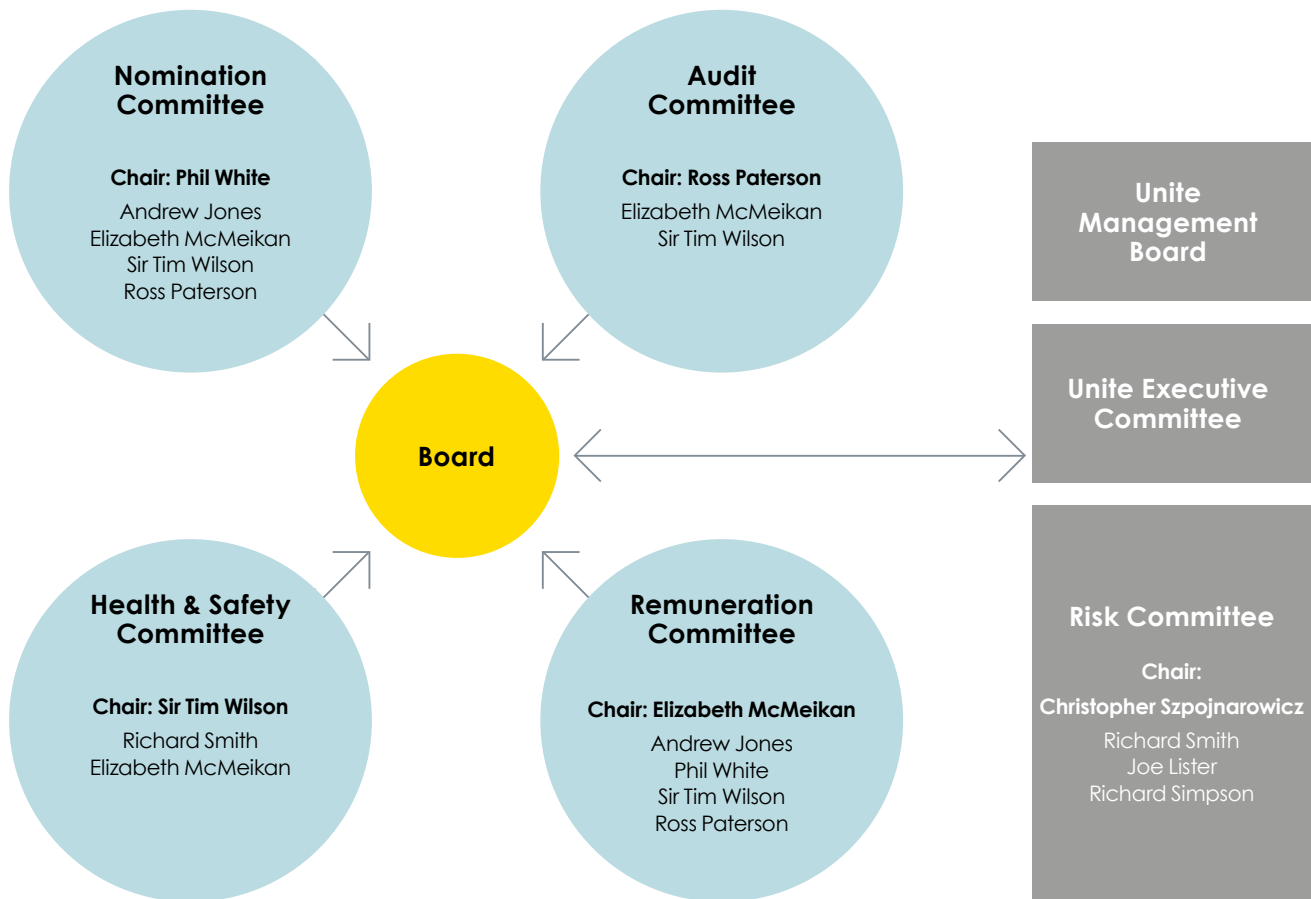 Nomination
Committee
Chair: Phil White
Andrew Jones
Elizabeth McMeikan
Sir Tim Wilson
Ross Paterson
Audit
Committee
Chair: Ross Paterson
Elizabeth McMeikan
Sir Tim Wilson
Unite
Management
Board
Unite Executive
Committee
Board
Health & Safety
Committee
Chair: Sir Tim Wilson
Richard Smith
Elizabeth McMeikan
Remuneration
Committee
Chair: Elizabeth McMeikan
Andrew Jones
Phil White
Sir Tim Wilson
Ross Paterson
Risk Committee
Chair:
Christopher Szpojnarowicz
Richard Smith
Joe Lister
Richard Simpson